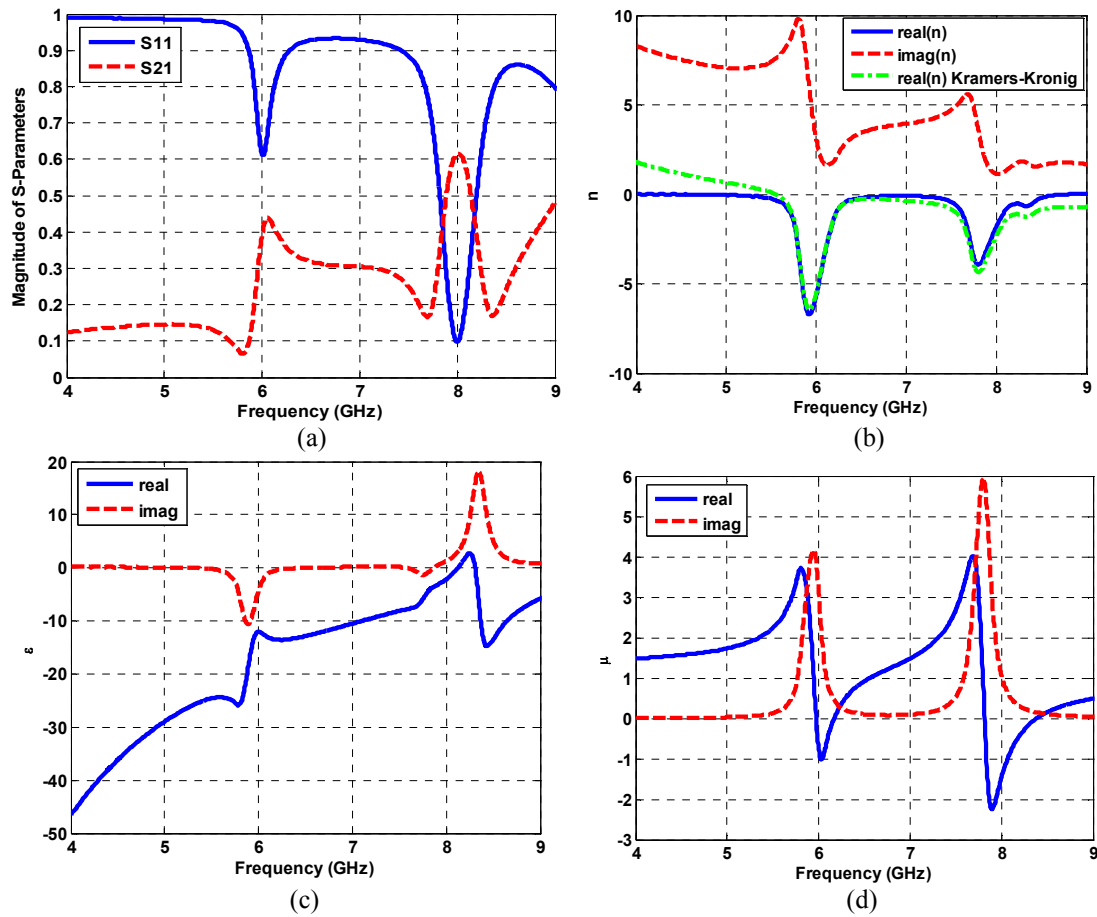 1
0.9
0.8
0.7
0.6
0.5
0.4
0.3
0.2
0.1
0
Magnitude of S-Parameters
S11
S21
4 5 6 7 8 9
Frequency (GHz)
(a)
10
5
0
-5
-10
n
real(n)
imag(n)
real(n) Kramers-Kronig
4 5 6 7 8 9
Frequency (GHz)
(b)
20
10
0
-10
-20
-30
-40
-50
ε
real
imag
4 5 6 7 8 9
Frequency (GHz)
(c)
6
5
4
3
2
1
0
-1
-2
-3
μ
real
imag
4 5 6 7 8 9
Frequency (GHz)
(d)